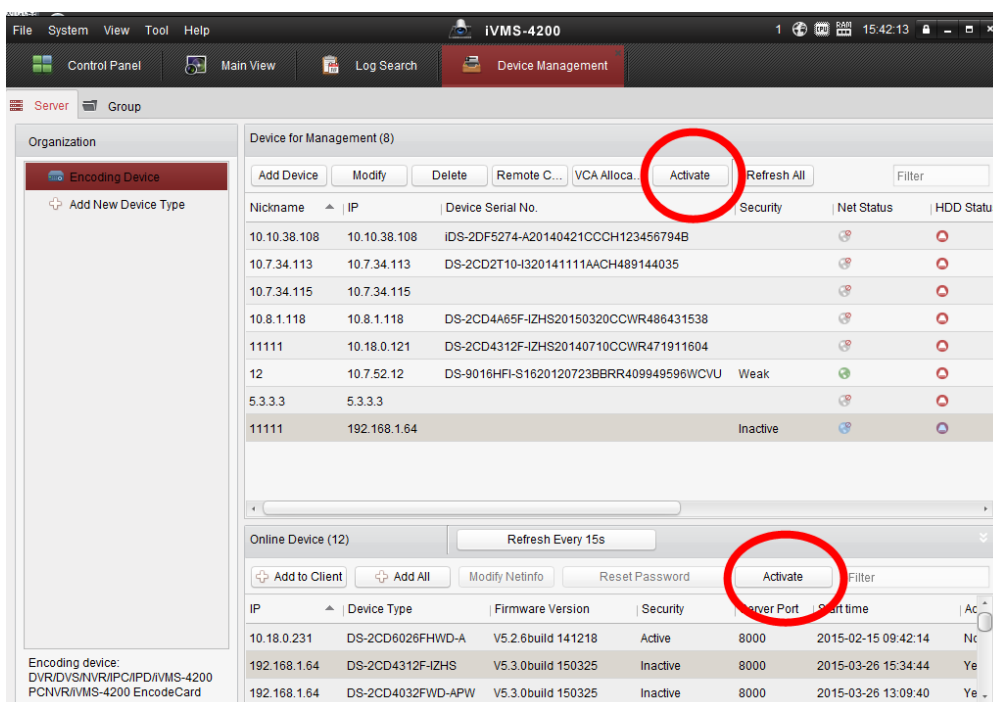 File System View Tool Help iVMS-4200 1 CPU RAM 15:42:13
Control Panel Main View Log Search Device Management
Server Group
Organization
Encoding Device
Add New Device Type
Device for Management (8)
Add Device Modify Delete Remote C... VCA Alloca... Activate Refresh All Filter
Nickname IP Device Serial No. Security Net Status HDD Statu
10.10.38.108 10.10.38.108 iDS-2DF5274-A20140421CCCH123456794B
10.7.34.113 10.7.34.113 DS-2CD2T10-I320141111AACH489144035
10.7.34.115 10.7.34.115
10.8.1.118 10.8.1.118 DS-2CD4A65F-IZHS20150320CCWR486431538
11111 10.18.0.121 DS-2CD4312F-IZHS20140710CCWR471911604
12 10.7.52.12 DS-9016HFI-S1620120723BBRR409949596WCVU Weak
5.3.3.3 5.3.3.3
11111 192.168.1.64 Inactive
Online Device (12) Refresh Every 15s
Add to Client Add All Modify Netinfo Reset Password Activate Filter
IP Device Type Firmware Version Security Server Port Start time Ad
10.18.0.231 DS-2CD6026FHWD-A V5.2.6build 141218 Active 8000 2015-02-15 09:42:14 No
192.168.1.64 DS-2CD4312F-IZHS V5.3.0build 150325 Inactive 8000 2015-03-26 15:34:44 Ye
192.168.1.64 DS-2CD4032FWD-APW V5.3.0build 150325 Inactive 8000 2015-03-26 13:09:40 Ye
Encoding device:
DVR/DVS/NVR/IPC/IPD/iVMS-4200
PCNVR/iVMS-4200 EncodeCard